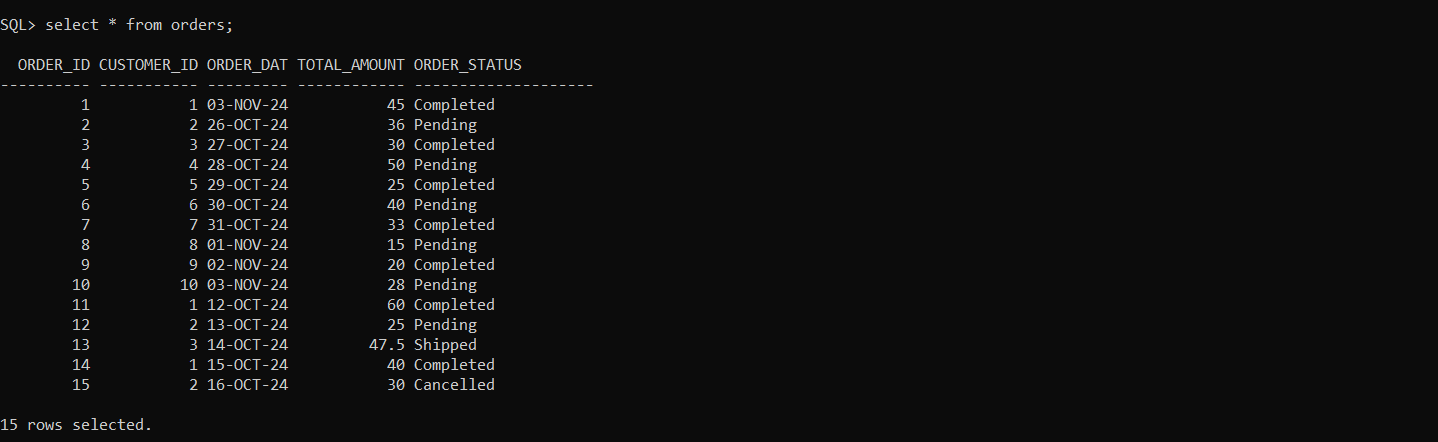 SQL> select * from orders;
  ORDER_ID CUSTOMER_ID ORDER_DAT TOTAL_AMOUNT ORDER_STATUS
---------- ----------- --------- ------------ --------------------
         1           1 03-NOV-24           45 Completed
         2           2 26-OCT-24           36 Pending
         3           3 27-OCT-24           30 Completed
         4           4 28-OCT-24           50 Pending
         5           5 29-OCT-24           25 Completed
         6           6 30-OCT-24           40 Pending
         7           7 31-OCT-24           33 Completed
         8           8 01-NOV-24           15 Pending
         9           9 02-NOV-24           20 Completed
        10          10 03-NOV-24           28 Pending
        11           1 12-OCT-24           60 Completed
        12           2 13-OCT-24           25 Pending
        13           3 14-OCT-24         47.5 Shipped
        14           1 15-OCT-24           40 Completed
        15           2 16-OCT-24           30 Cancelled
15 rows selected.